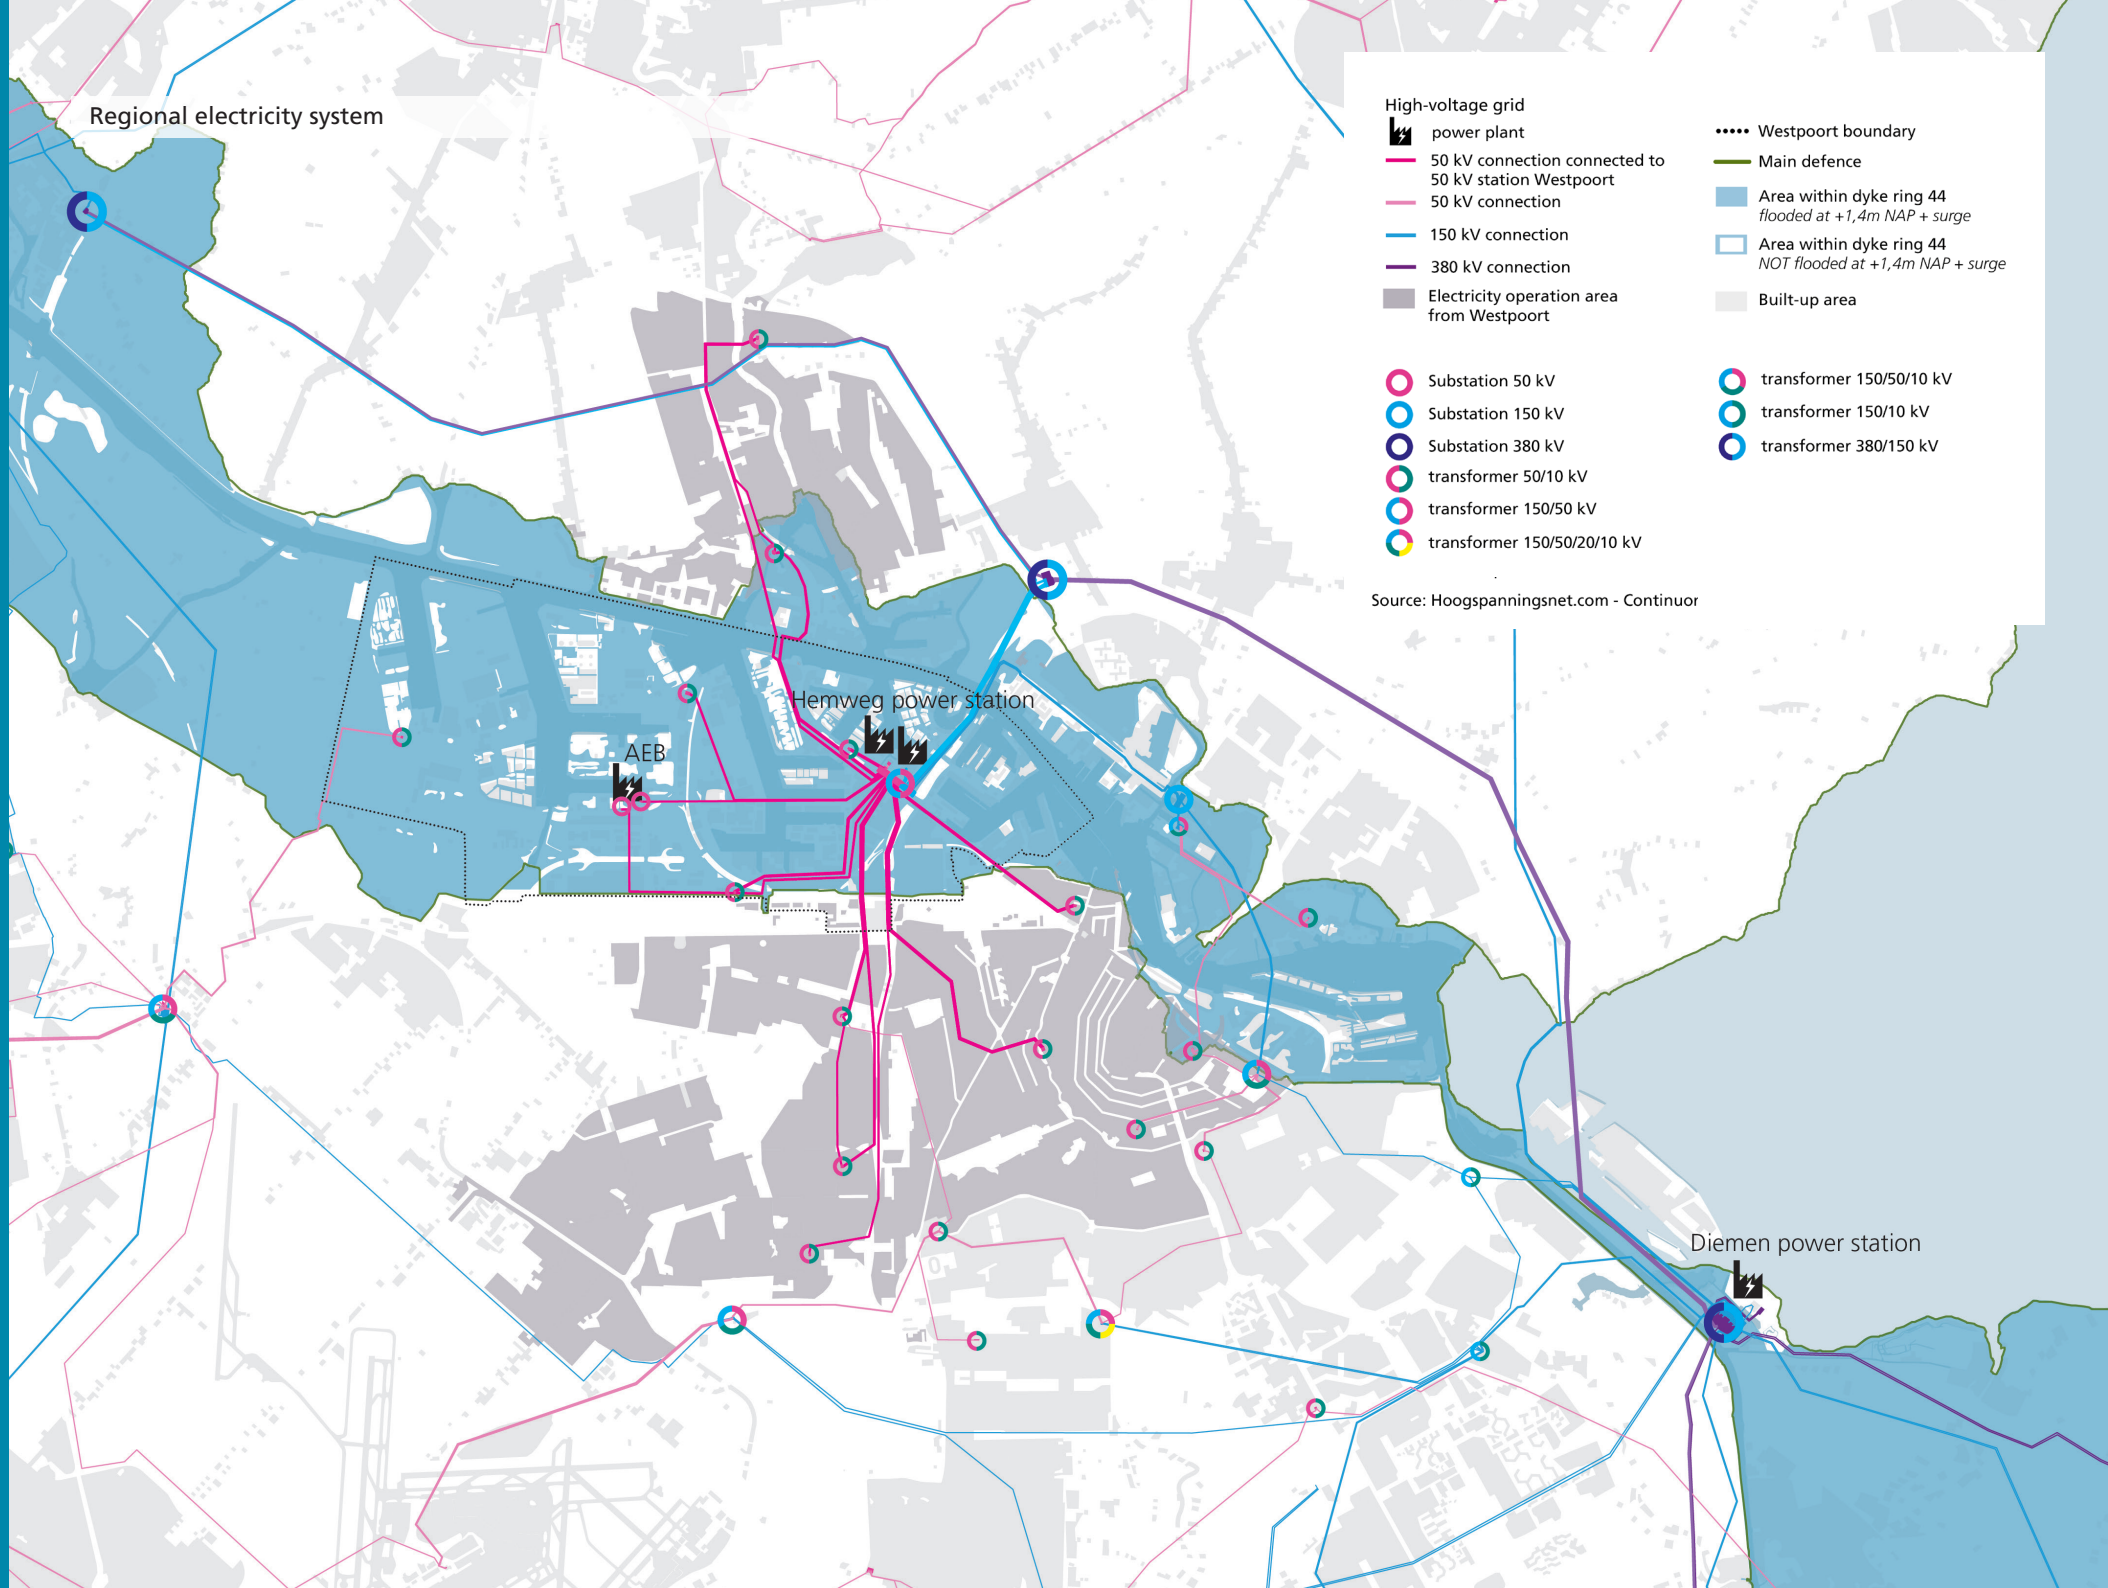 Regional electricity system
High-voltage grid
power plant
50 kV connection connected to
50 kV station Westpoort
50 kV connection
150 kV connection
380 kV connection
Electricity operation area
from Westpoort
Westpoort boundary
Main defence
Area within dyke ring 44
flooded at +1,4m NAP + surge
Area within dyke ring 44
NOT flooded at +1,4m NAP + surge
Built-up area
Substation 50 kV
Substation 150 kV
Substation 380 kV
transformer 50/10 kV
transformer 150/50 kV
transformer 150/50/20/10 kV
transformer 150/50/10 kV
transformer 150/10 kV
transformer 380/150 kV
Source: Hoogspanningsnet.com - Continuor
Hemweg power station
AEB
Diemen power station